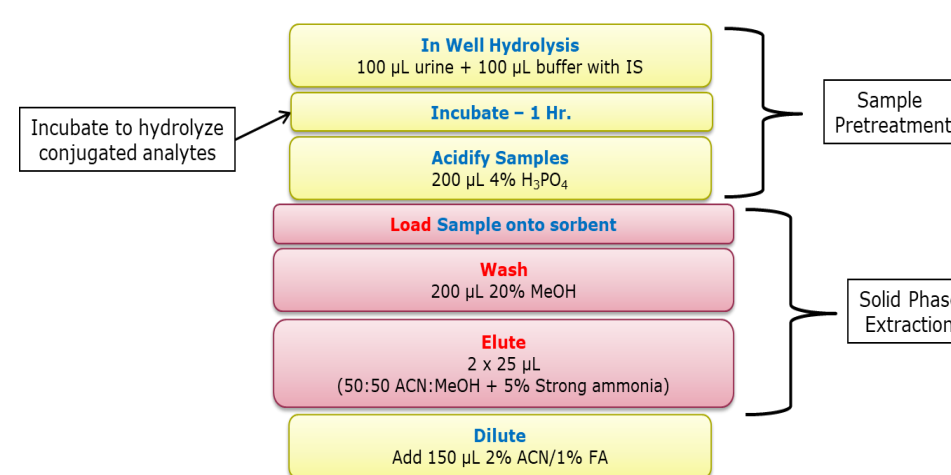 In Well Hydrolysis
100 µL urine + 100 µL buffer with IS
Incubate – 1 Hr.
Incubate to hydrolyze
conjugated analytes
Acidify Samples
200 µL 4% H₃PO₄
Sample
Pretreatment
Load Sample onto sorbent
Wash
200 µL 20% MeOH
Elute
2 x 25 µL
(50:50 ACN:MeOH + 5% Strong ammonia)
Solid Phase
Extraction
Dilute
Add 150 µL 2% ACN/1% FA